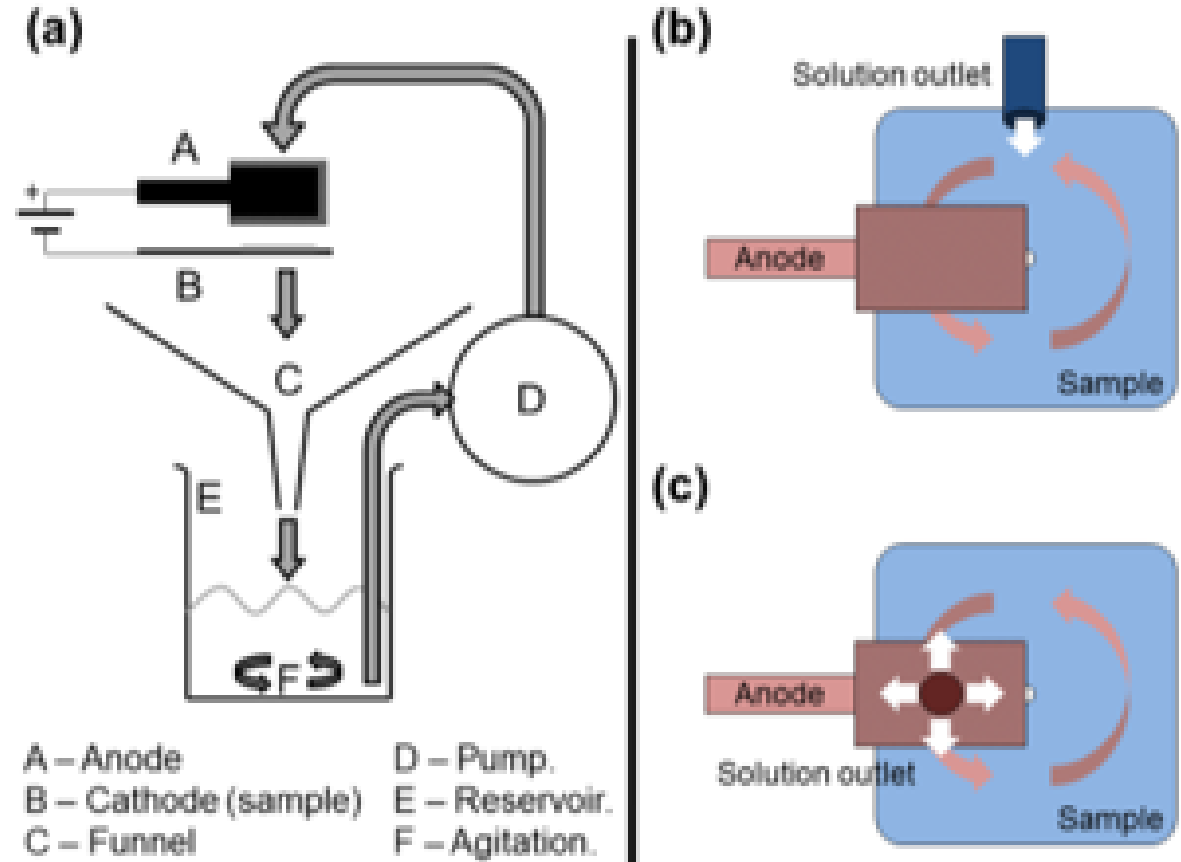 (a)
A
+
B
C
D
E
F
A – Anode
B – Cathode (sample)
C – Funnel
D – Pump.
E – Reservoir.
F – Agitation.
(b)
Solution outlet
Anode
Sample
(c)
Anode
Solution outlet
Sample